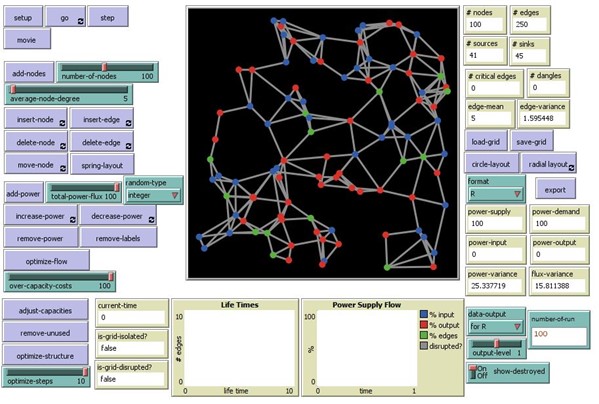 setup
go
step
movie
add-nodes
number-of-nodes 100
average-node-degree 5
insert-node
insert-edge
delete-node
delete-edge
move-node
spring-layout
add-power
total-power-flux 100
random-type
integer
increase-power
decrease-power
remove-power
remove-labels
optimize-flow
over-capacity-costs 100
adjust-capacities
remove-unused
optimize-structure
optimize-steps 10
current-time
0
is-grid-isolated?
false
is-grid-disrupted?
false
Life Times
10
# edges
0
0
life time
10
Power Supply Flow
100
%
0
0
time
1
% input
% output
% edges
disrupted?
# nodes
100
# edges
250
# sources
41
# sinks
45
# critical edges
0
# dangles
0
edge-mean
5
edge-variance
1.595448
load-grid
save-grid
circle-layout
radial layout
format
R
export
power-supply
100
power-demand
100
power-input
0
power-output
0
power-variance
25.337719
flux-variance
15.811388
data-output
for R
number-of-run
100
output-level 1
On
Off
show-destroyed